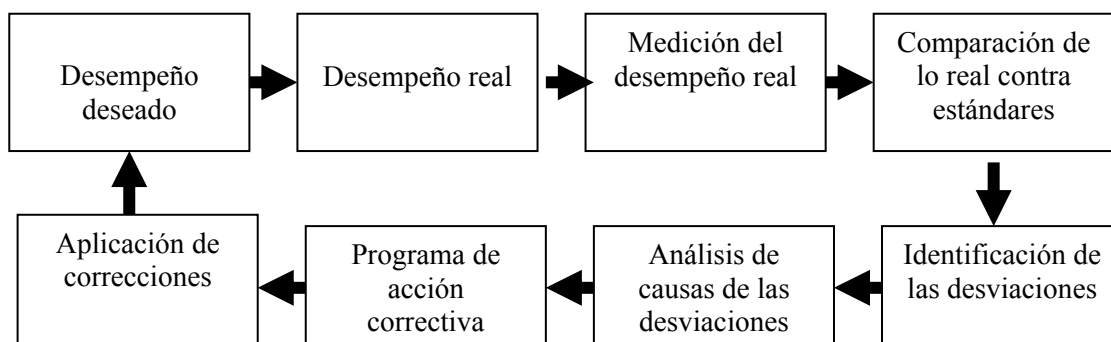 Desempeño
deseado
Desempeño real
Medición del
desempeño real
Comparación de
lo real contra
estándares
Identificación de
las desviaciones
Análisis de
causas de las
desviaciones
Programa de
acción
correctiva
Aplicación de
correcciones